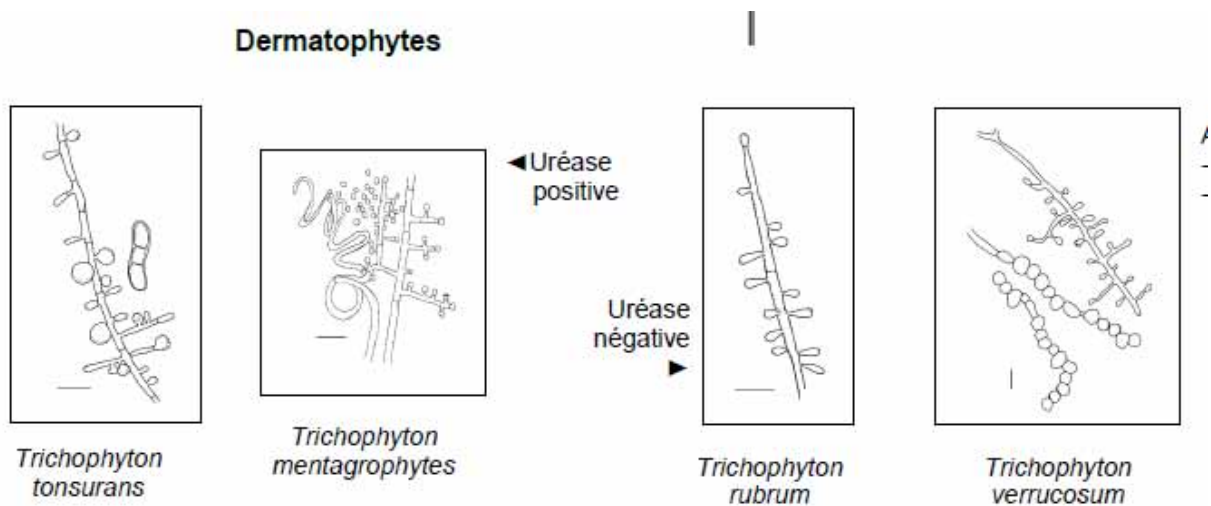 Dermatophytes
◄Uréase
positive
Uréase
négative
►
Trichophyton
tonsurans
Trichophyton
mentagrophytes
Trichophyton
rubrum
Trichophyton
verrucosum